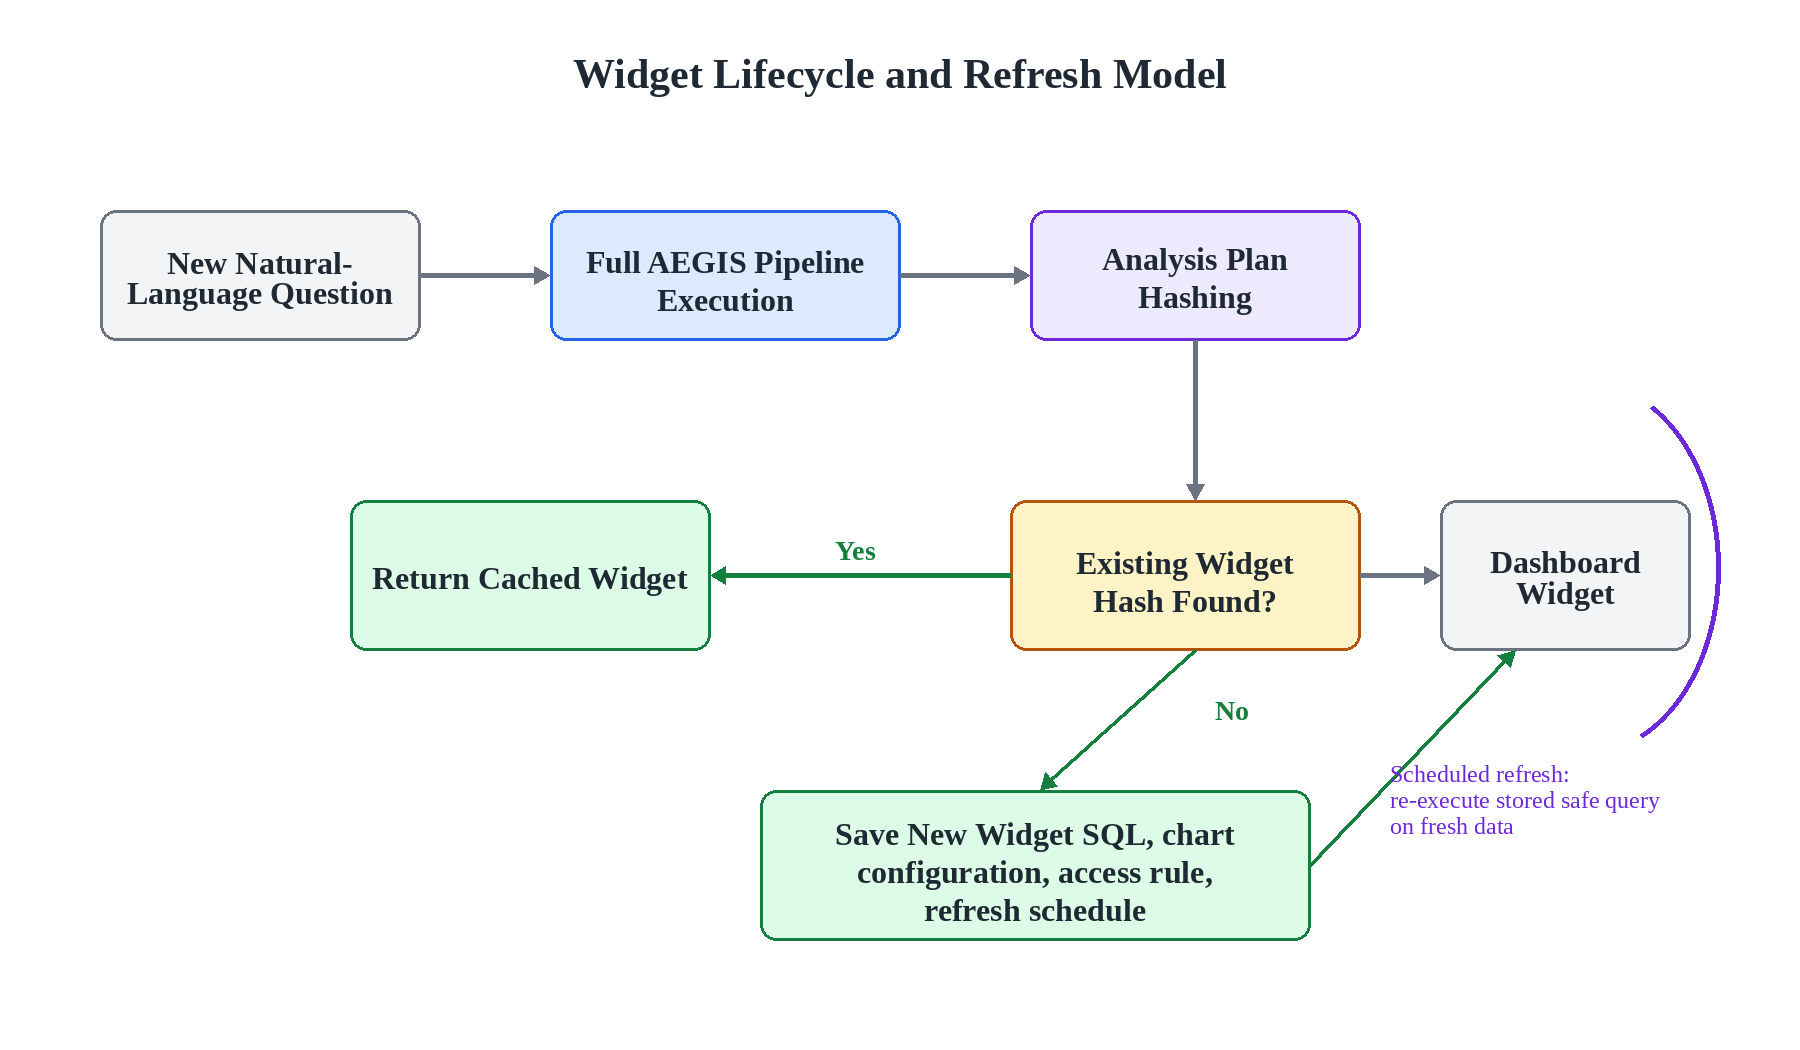 Widget Lifecycle and Refresh Model
New Natural-
Language Question
Full AEGIS Pipeline
Execution
Analysis Plan
Hashing
Return Cached Widget
Yes
Existing Widget
Hash Found?
Dashboard
Widget
No
Scheduled refresh:
re-execute stored safe query
on fresh data
Save New Widget SQL, chart
configuration, access rule,
refresh schedule